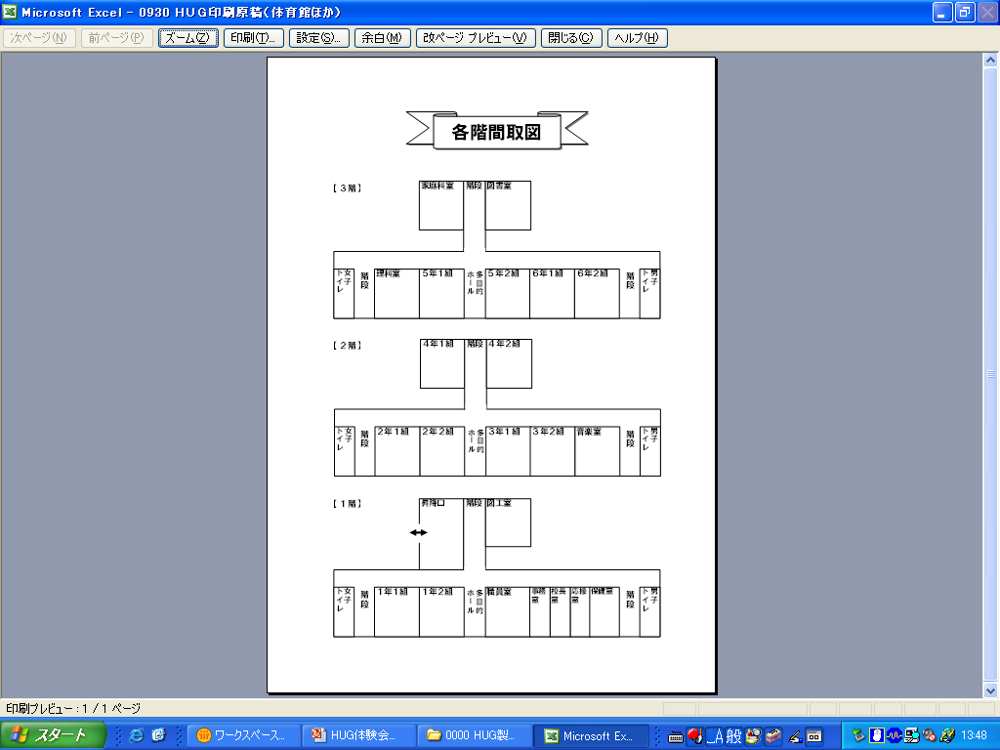 Microsoft Excel - 0930 HUG印刷原稿(体育館ほか)
次ページ(N) 前ページ(P) ズーム(Z) 印刷(T)... 設定(S)... 余白(M) 改ページ プレビュー(V) 閉じる(C) ヘルプ(H)
各階間取図
【3階】
家庭科室 階段 図書室
女子トイレ 階段 理科室 5年1組 多目的ホール 5年2組 6年1組 6年2組 階段 男子トイレ
【2階】
4年1組 階段 4年2組
女子トイレ 階段 2年1組 2年2組 多目的ホール 3年1組 3年2組 音楽室 階段 男子トイレ
【1階】
昇降口 階段 図工室
女子トイレ 階段 1年1組 1年2組 多目的ホール 職員室 事務室 校長室 応接室 保健室 階段 男子トイレ
印刷プレビュー : 1 / 1 ページ
スタート ワークスペース... HUG体験会... 0000 HUG製... Microsoft Ex... A 般 13:48